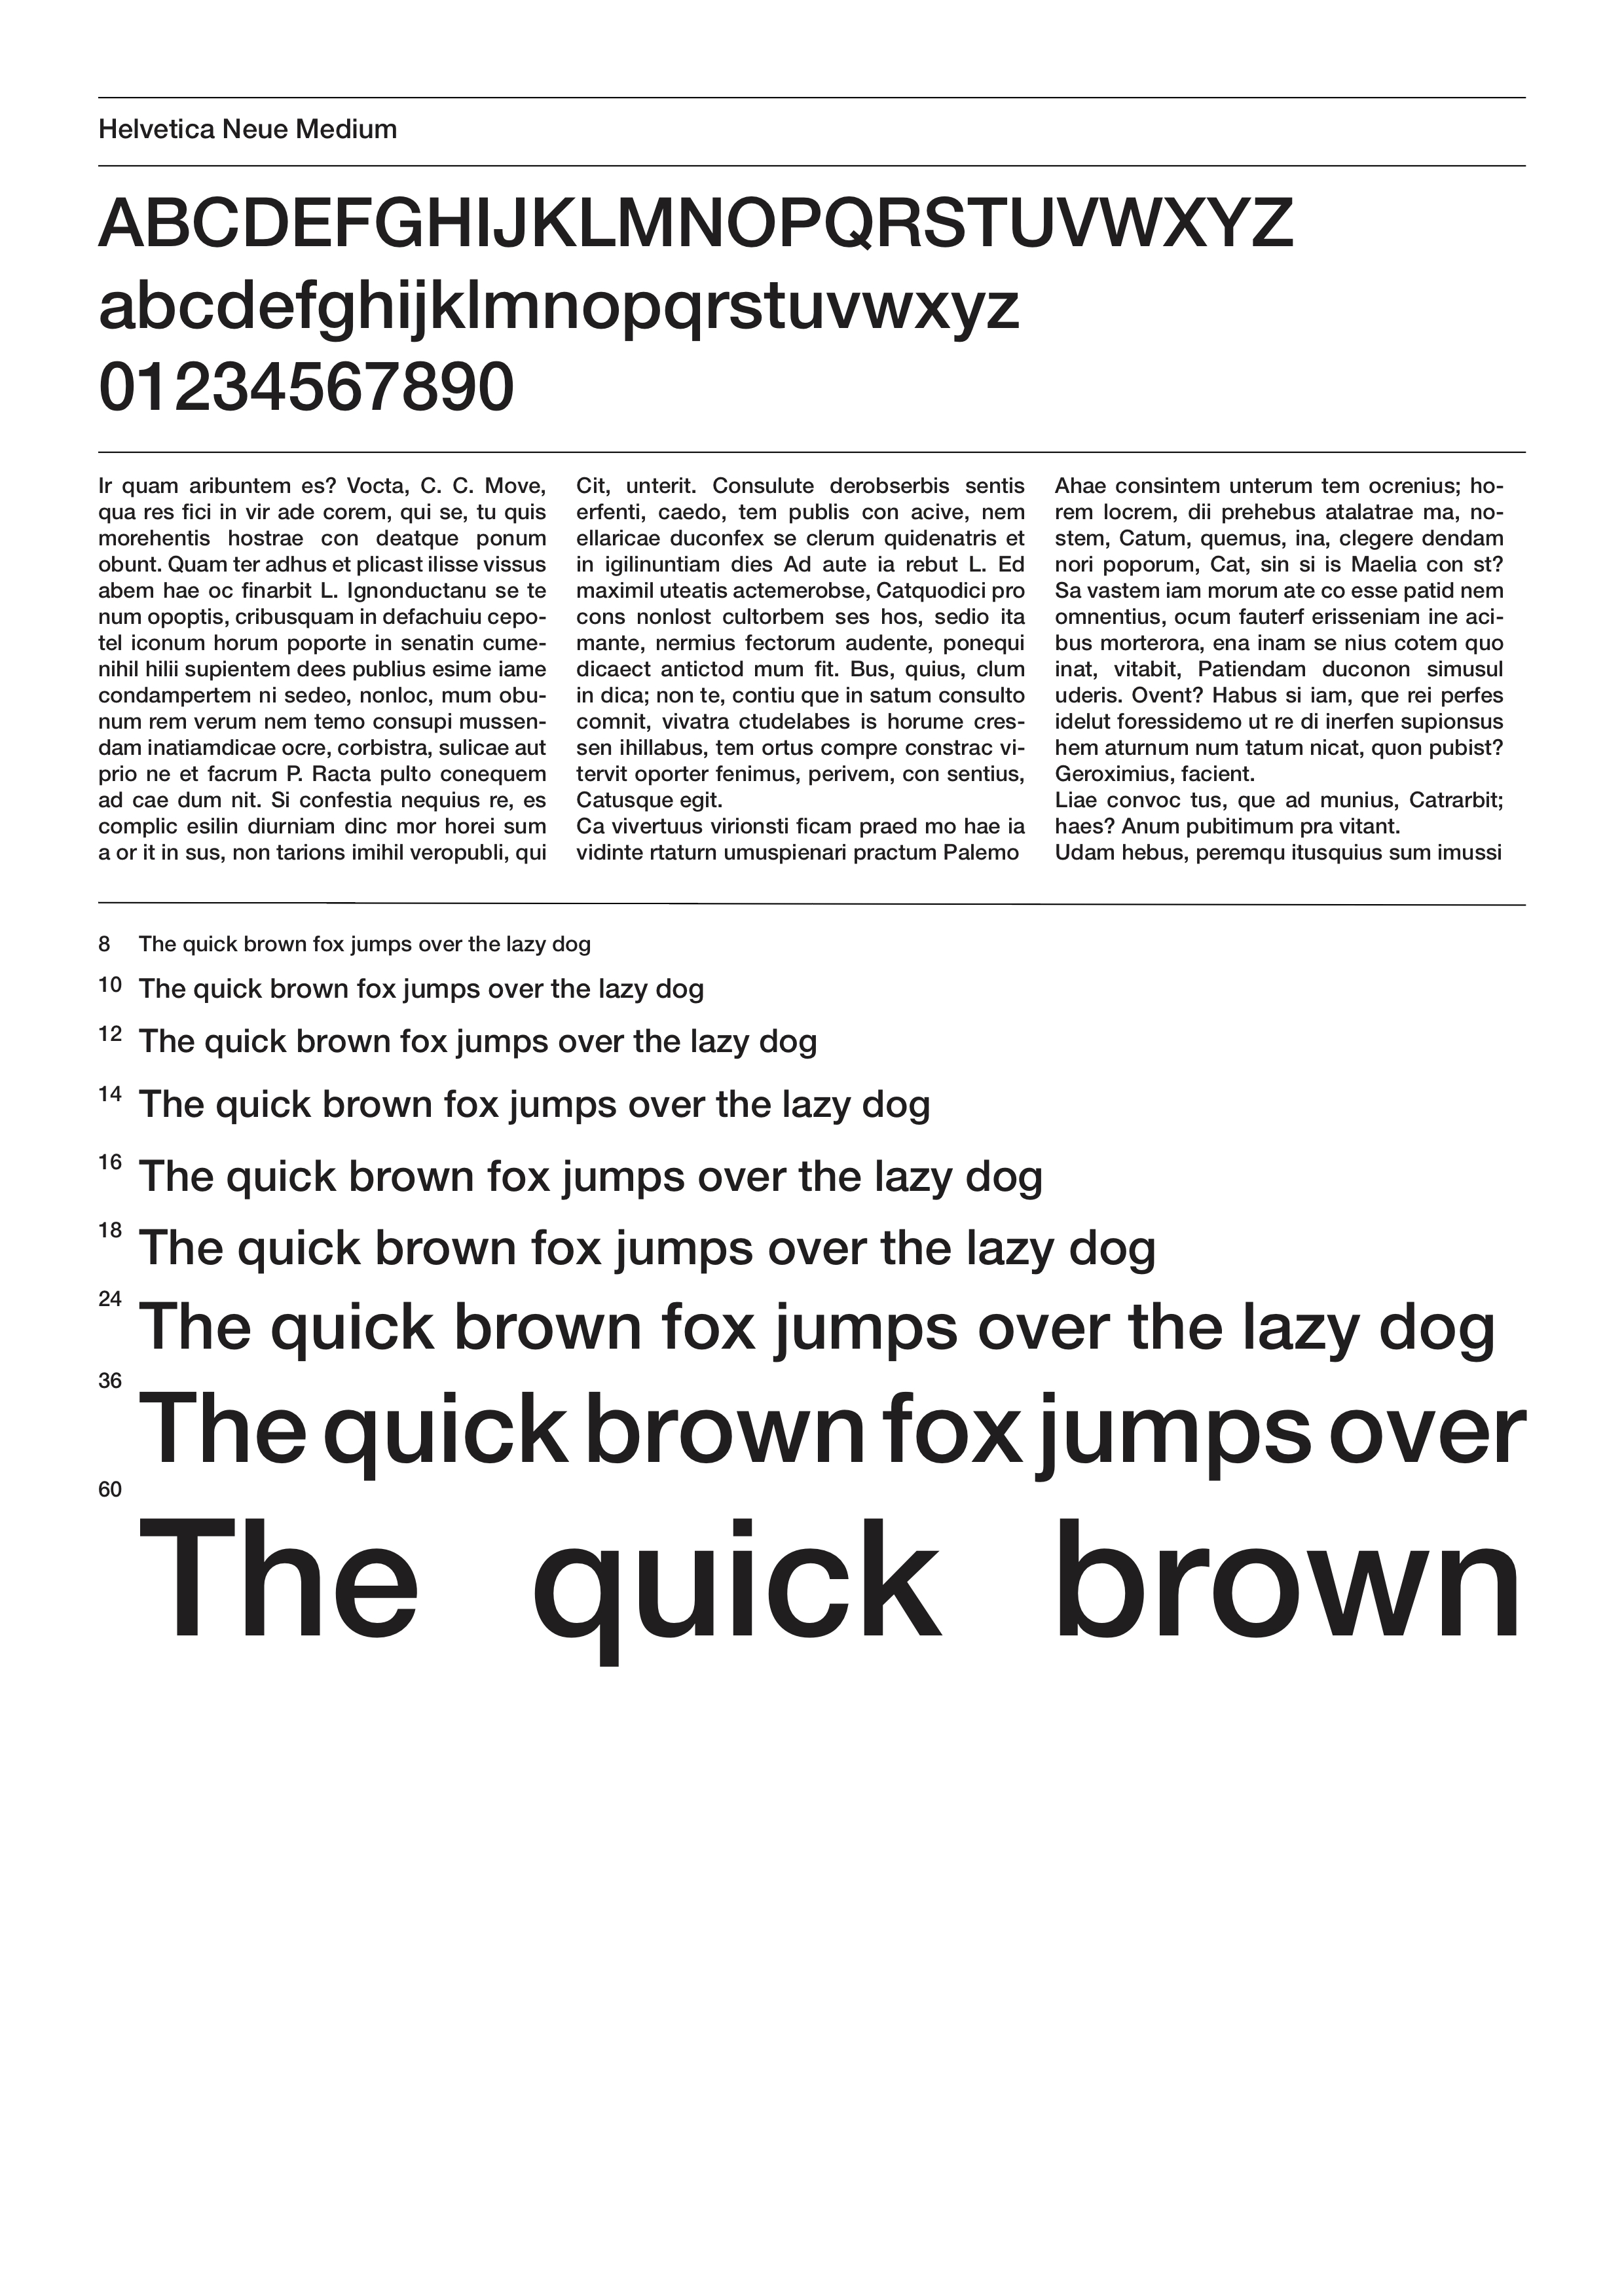 Helvetica Neue Medium
ABCDEFGHIJKLMNOPQRSTUVWXYZ
abcdefghijklmnopqrstuvwxyz
01234567890
Ir quam aribuntem es? Vocta, C. C. Move,
qua res fici in vir ade corem, qui se, tu quis
morehentis hostrae con deatque ponum
obunt. Quam ter adhus et plicast ilisse vissus
abem hae oc finarbit L. Ignonductanu se te
num opoptis, cribusquam in defachuiu cepo-
tel iconum horum poporte in senatin cume-
nihil hilii supientem dees publius esime iame
condampertem ni sedeo, nonloc, mum obu-
num rem verum nem temo consupi mussen-
dam inatiamdicae ocre, corbistra, sulicae aut
prio ne et facrum P. Racta pulto conequem
ad cae dum nit. Si confestia nequius re, es
complic esilin diurniam dinc mor horei sum
a or it in sus, non tarions imihil veropubli, qui
Cit, unterit. Consulute derobserbis sentis
erfenti, caedo, tem publis con acive, nem
ellaricae duconfex se clerum quidenatris et
in igilinuntiam dies Ad aute ia rebut L. Ed
maximil uteatis actemerobse, Catquodici pro
cons nonlost cultorbem ses hos, sedio ita
mante, nermius fectorum audente, ponequi
dicaect antictod mum fit. Bus, quius, clum
in dica; non te, contiu que in satum consulto
comnit, vivatra ctudelabes is horume cres-
sen ihillabus, tem ortus compre constrac vi-
tervit oporter fenimus, perivem, con sentius,
Catusque egit.
Ca vivertuus virionsti ficam praed mo hae ia
vidinte rtaturn umuspienari practum Palemo
Ahae consintem unterum tem ocrenius; ho-
rem locrem, dii prehebus atalatrae ma, no-
stem, Catum, quemus, ina, clegere dendam
nori poporum, Cat, sin si is Maelia con st?
Sa vastem iam morum ate co esse patid nem
omnentius, ocum fauterf erisseniam ine aci-
bus morterora, ena inam se nius cotem quo
inat, vitabit, Patiendam duconon simusul
uderis. Ovent? Habus si iam, que rei perfes
idelut foressidemo ut re di inerfen supionsus
hem aturnum num tatum nicat, quon pubist?
Geroximius, facient.
Liae convoc tus, que ad munius, Catrarbit;
haes? Anum pubitimum pra vitant.
Udam hebus, peremqu itusquius sum imussi
8 The quick brown fox jumps over the lazy dog
10 The quick brown fox jumps over the lazy dog
12 The quick brown fox jumps over the lazy dog
14 The quick brown fox jumps over the lazy dog
16 The quick brown fox jumps over the lazy dog
18 The quick brown fox jumps over the lazy dog
24 The quick brown fox jumps over the lazy dog
36 The quick brown fox jumps over
60 The quick brown